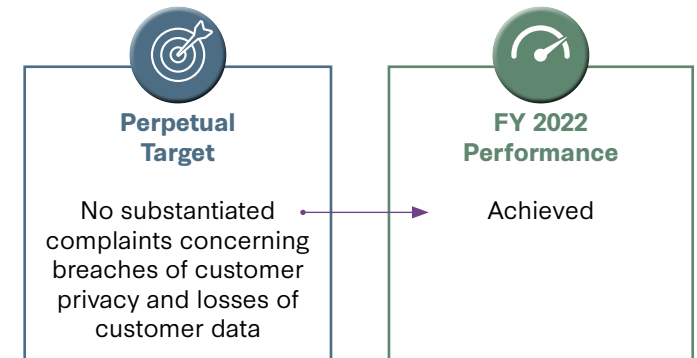 Perpetual
Target
No substantiated
complaints concerning
breaches of customer
privacy and losses of
customer data
FY 2022
Performance
Achieved